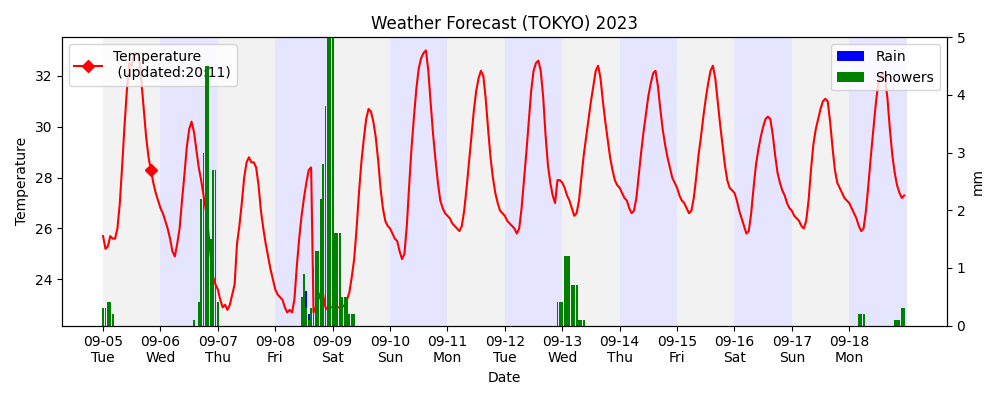 Weather Forecast (TOKYO) 2023
Temperature
(updated:20:11)
Rain
Showers
Temperature
32
30
28
26
24
5
4
3
2
1
0
mm
09-05 09-06 09-07 09-08 09-09 09-10 09-11 09-12 09-13 09-14 09-15 09-16 09-17 09-18
Tue Wed Thu Fri Sat Sun Mon Tue Wed Thu Fri Sat Sun Mon
Date